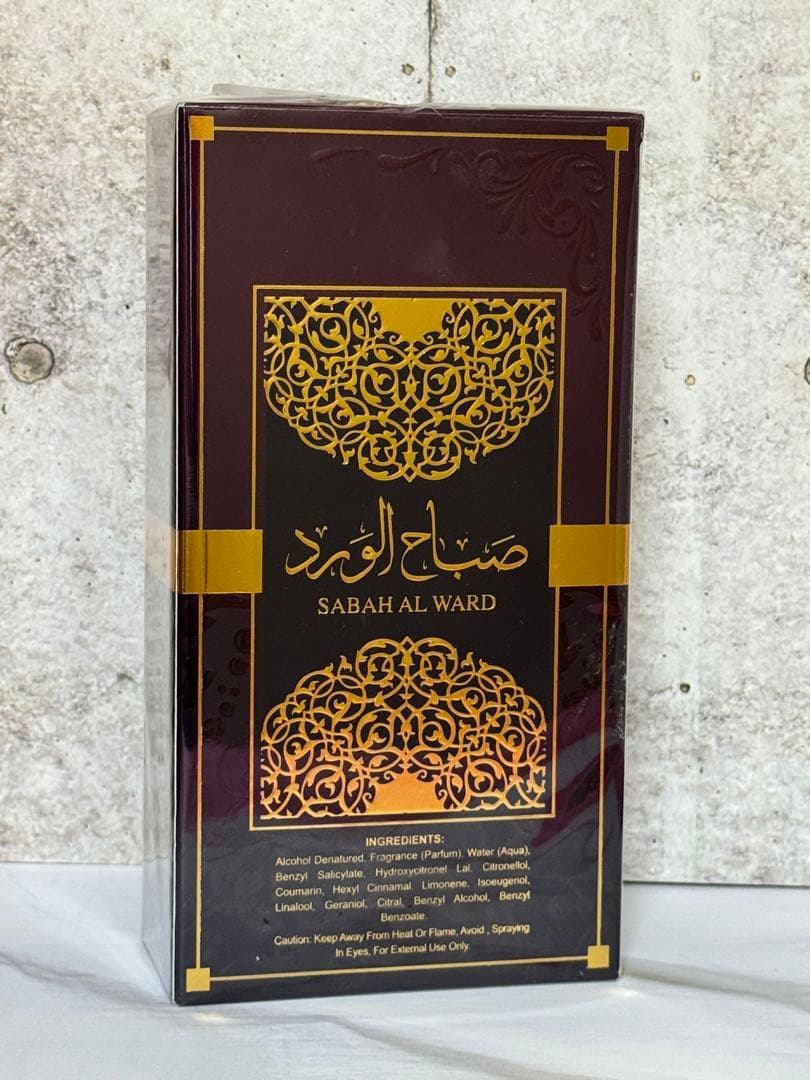 صباح الورد
SABAH AL WARD
INGREDIENTS:
Alcohol Denatured, Fragrance (Parfum), Water (Aqua),
Benzyl Salicylate, Hydroxycitronel Lal, Citronellol,
Coumarin, Hexyl Cinnamal, Limonene, Isoeugenol,
Linalool, Geraniol, Citral, Benzyl Alcohol, Benzyl
Benzoate.
Caution: Keep Away From Heat Or Flame, Avoid , Spraying
In Eyes, For External Use Only.